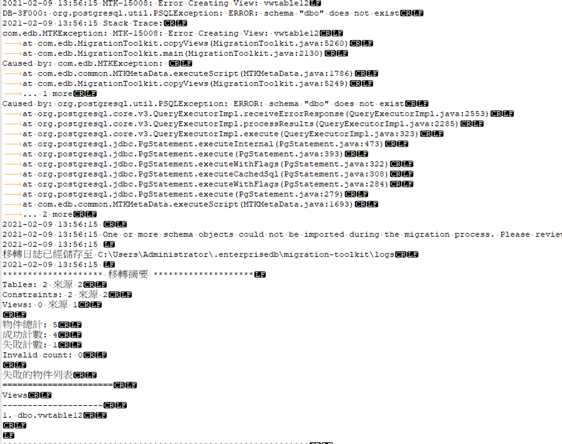 2021-02-09 13:56:15 MTK-15008: Error Creating View: vwtable12LF
DB-3F000: org.postgresql.util.PSQLException: ERROR: schema "dbo" does not existCRLF
2021-02-09 13:56:15 Stack Trace:CRLF
com.edb.MTKException: MTK-15008: Error Creating View: vwtable12CRLF
at com.edb.MigrationToolkit.copyViews(MigrationToolkit.java:5260)CRLF
at com.edb.MigrationToolkit.main(MigrationToolkit.java:2130)CRLF
Caused by: com.edb.MTKException: CRLF
at com.edb.common.MTKMetaData.executeScript(MTKMetaData.java:1786)CRLF
at com.edb.MigrationToolkit.copyViews(MigrationToolkit.java:5249)CRLF
... 1 moreCRLF
Caused by: org.postgresql.util.PSQLException: ERROR: schema "dbo" does not existCRLF
at org.postgresql.core.v3.QueryExecutorImpl.receiveErrorResponse(QueryExecutorImpl.java:2553)CRLF
at org.postgresql.core.v3.QueryExecutorImpl.processResults(QueryExecutorImpl.java:2285)CRLF
at org.postgresql.core.v3.QueryExecutorImpl.execute(QueryExecutorImpl.java:323)CRLF
at org.postgresql.jdbc.PgStatement.executeInternal(PgStatement.java:473)CRLF
at org.postgresql.jdbc.PgStatement.execute(PgStatement.java:393)CRLF
at org.postgresql.jdbc.PgStatement.executeWithFlags(PgStatement.java:322)CRLF
at org.postgresql.jdbc.PgStatement.executeCachedSql(PgStatement.java:308)CRLF
at org.postgresql.jdbc.PgStatement.executeWithFlags(PgStatement.java:284)CRLF
at org.postgresql.jdbc.PgStatement.execute(PgStatement.java:279)CRLF
at com.edb.common.MTKMetaData.executeScript(MTKMetaData.java:1693)CRLF
... 2 moreCRLF
2021-02-09 13:56:15 CRLF
2021-02-09 13:56:15 One or more schema objects could not be imported during the migration process. Please review
2021-02-09 13:56:15 LF
移轉日誌已經儲存至 C:\Users\Administrator\.enterprisedb\migration-toolkit\logsCRLF
2021-02-09 13:56:15 LF
******************** 移轉摘要 ********************LF
Tables: 2 來源 2CRLF
Constraints: 2 來源 2CRLF
Views: 0 來源 1CRLF
CRLF
物件總計: 5CRLF
成功計數: 4CRLF
失敗計數: 1CRLF
Invalid count: 0CRLF
CRLF
失敗的物件列表CRLF
======================CRLF
ViewsCRLF
--------------------CRLF
1. dbo.vwtable12CRLF
CRLF
LF